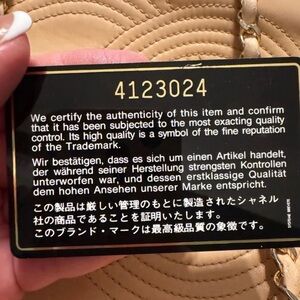 4123024
We certify the authenticity of this item and confirm
that it has been subjected to the most exacting quality
control. Its high quality is a symbol of the fine reputation
of the Trademark.
Wir bestätigen, dass es sich um einen Artikel handelt,
der während seiner Herstellung strengsten Kontrollen
unterworfen war, und dessen erstklassige Qualität
dem hohen Ansehen unserer Marke entspricht.
この製品は厳しい管理のもとに製造されたシャネル
社の商品であることを証明いたします。
このブランド・マークは最高級品質の象徴です。